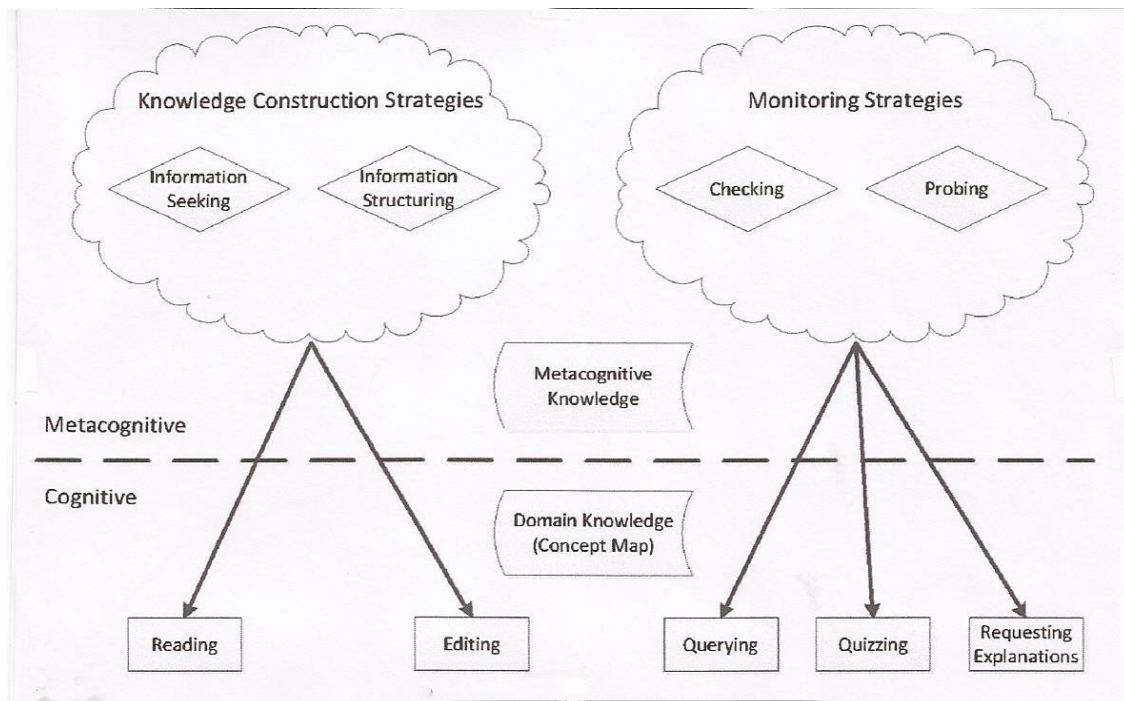 Knowledge Construction Strategies
Monitoring Strategies
Information
Seeking
Information
Structuring
Checking
Probing
Metacognitive
Knowledge
Metacognitive
Cognitive
Domain Knowledge
(Concept Map)
Reading
Editing
Querying
Quizzing
Requesting
Explanations